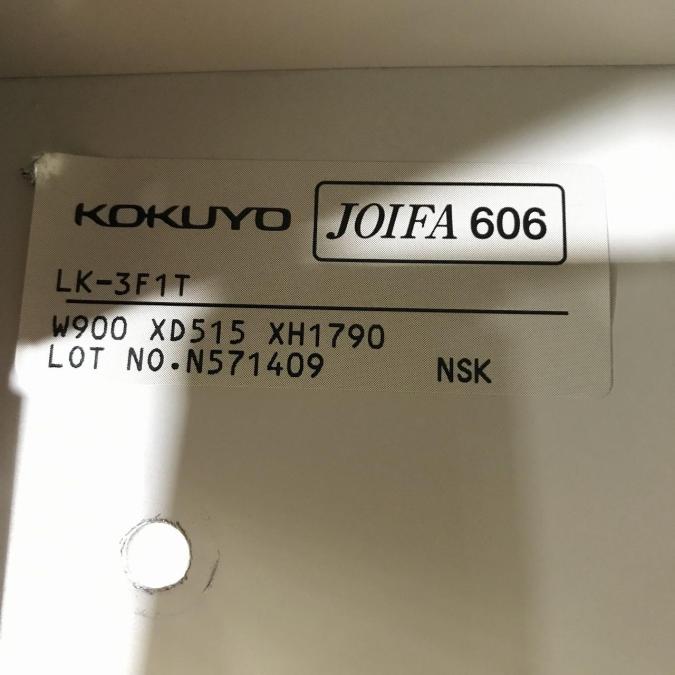 KOKUYO JOIFA 606
LK-3F1T
W900 XD515 XH1790
LOT NO.N571409 NSK